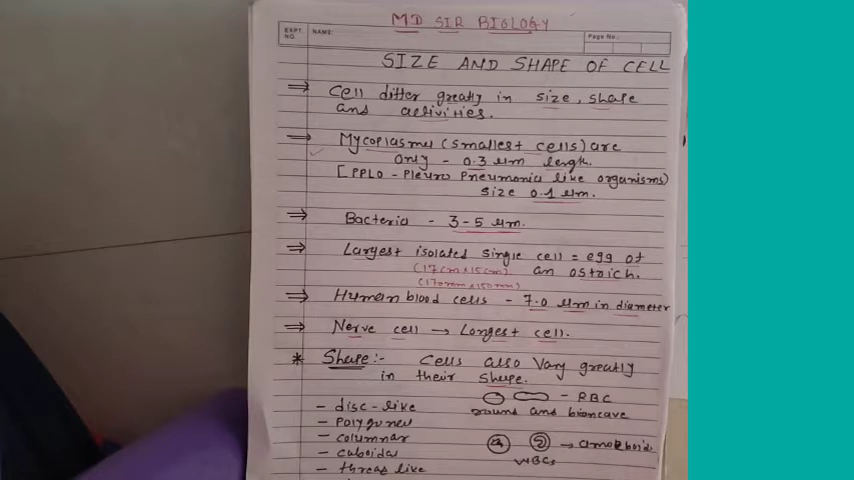 MD SIR BIOLOGY
EXPT. NO. NAME: Page No.:
SIZE AND SHAPE OF CELL
⇒ Cell differ greatly in size, shape
and activities.
⇒ Mycoplasma (smallest cells) are
only - 0.3 μm length.
[PPLO - Pleuro Pneumonia like organisms)
size 0.1 μm.
⇒ Bacteria - 3-5 μm.
⇒ Largest isolated single cell = egg of
(17cm x 15cm) an ostrich.
(170mm x 150mm)
⇒ Human blood cells - 7.0 μm in diameter
⇒ Nerve cell → Longest cell.
* Shape:- Cells also vary greatly
in their shape.
- RBC
- disc-like round and biconcave
- polygonal
- columnar → amoeboid
- cuboidal WBCs
- thread like